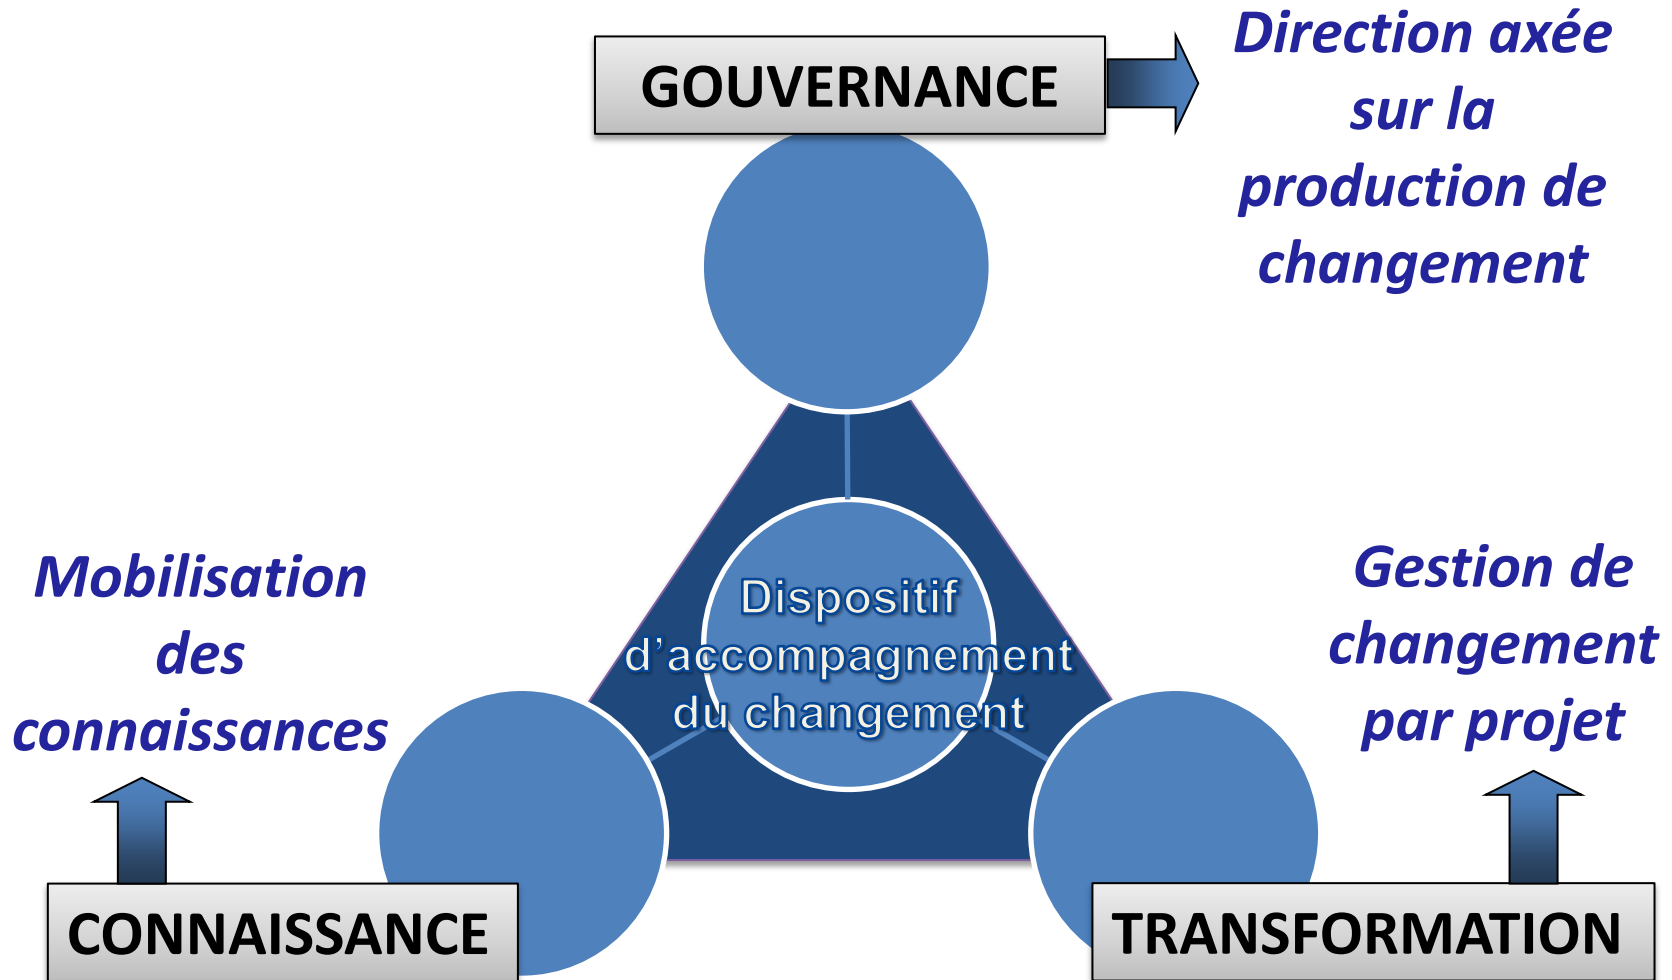 GOUVERNANCE
Direction axée
sur la
production de
changement
Mobilisation
des
connaissances
Dispositif
d’accompagnement
du changement
Gestion de
changement
par projet
CONNAISSANCE
TRANSFORMATION